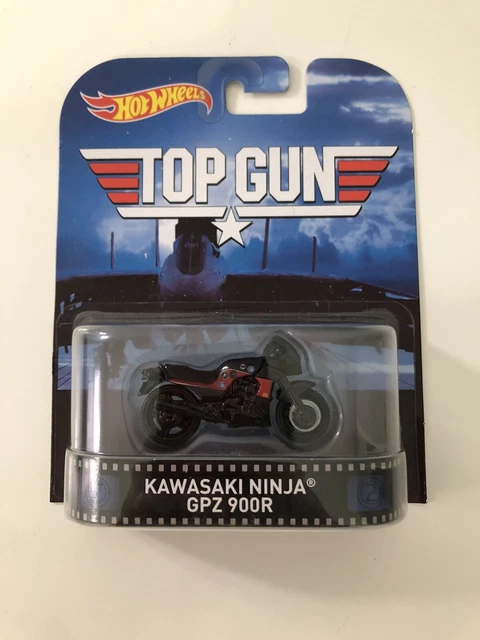 HOT WHEELS
TOP GUN
KAWASAKI NINJA®
GPZ 900R